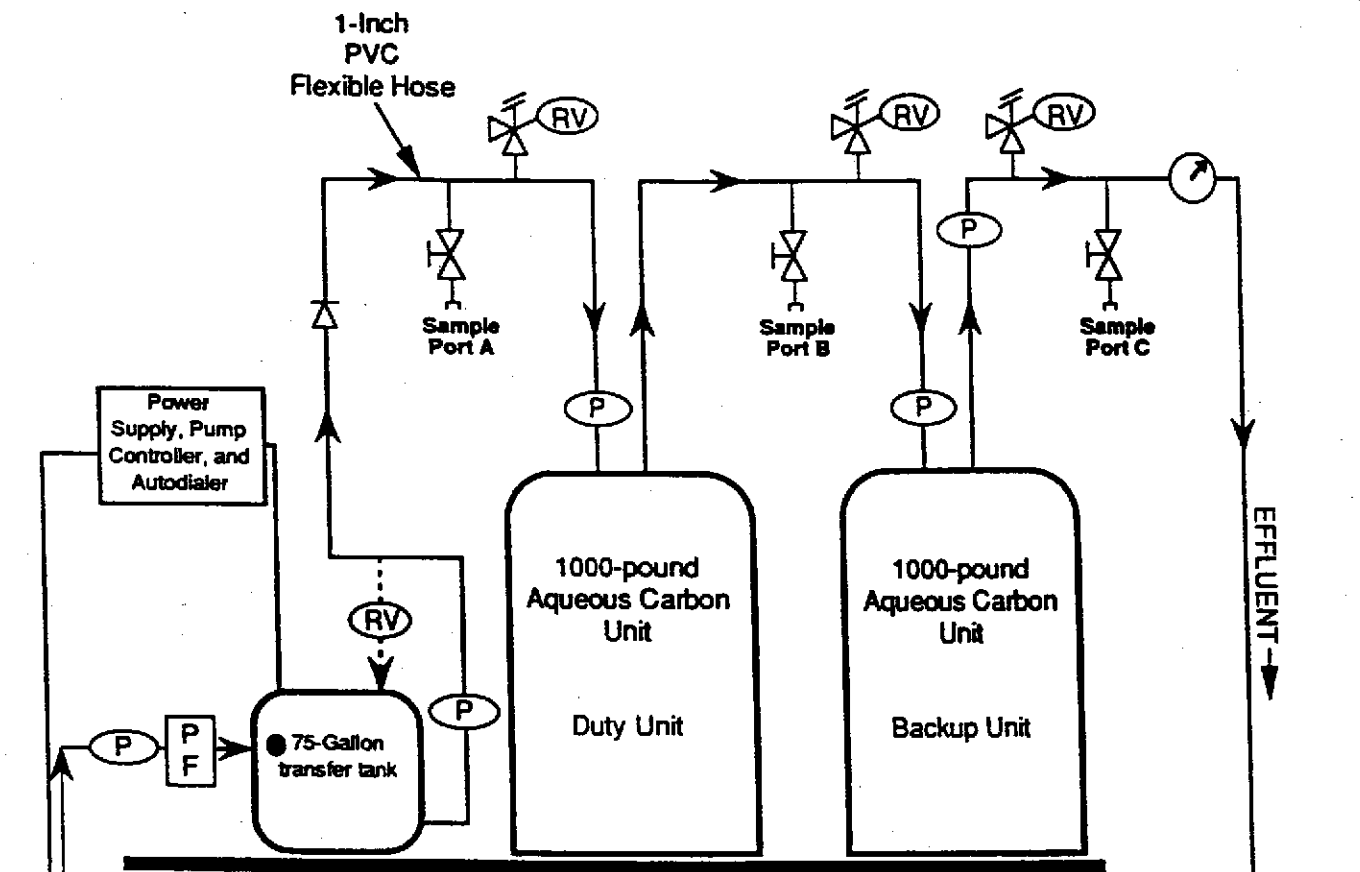 1-Inch
PVC
Flexible Hose
RV
RV
RV
P
Sample
Port A
Sample
Port B
Sample
Port C
Power
Supply, Pump
Controller, and
Autodialer
P
P
1000-pound
Aqueous Carbon
Unit
Duty Unit
1000-pound
Aqueous Carbon
Unit
Backup Unit
EFFLUENT
RV
P
P
P
F
75-Gallon
transfer tank